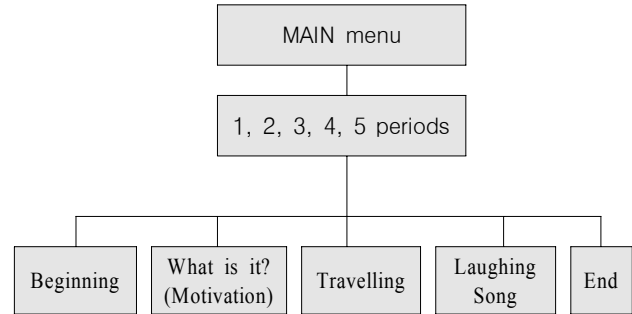 MAIN menu
1, 2, 3, 4, 5 periods
Beginning
What is it?
(Motivation)
Travelling
Laughing
Song
End